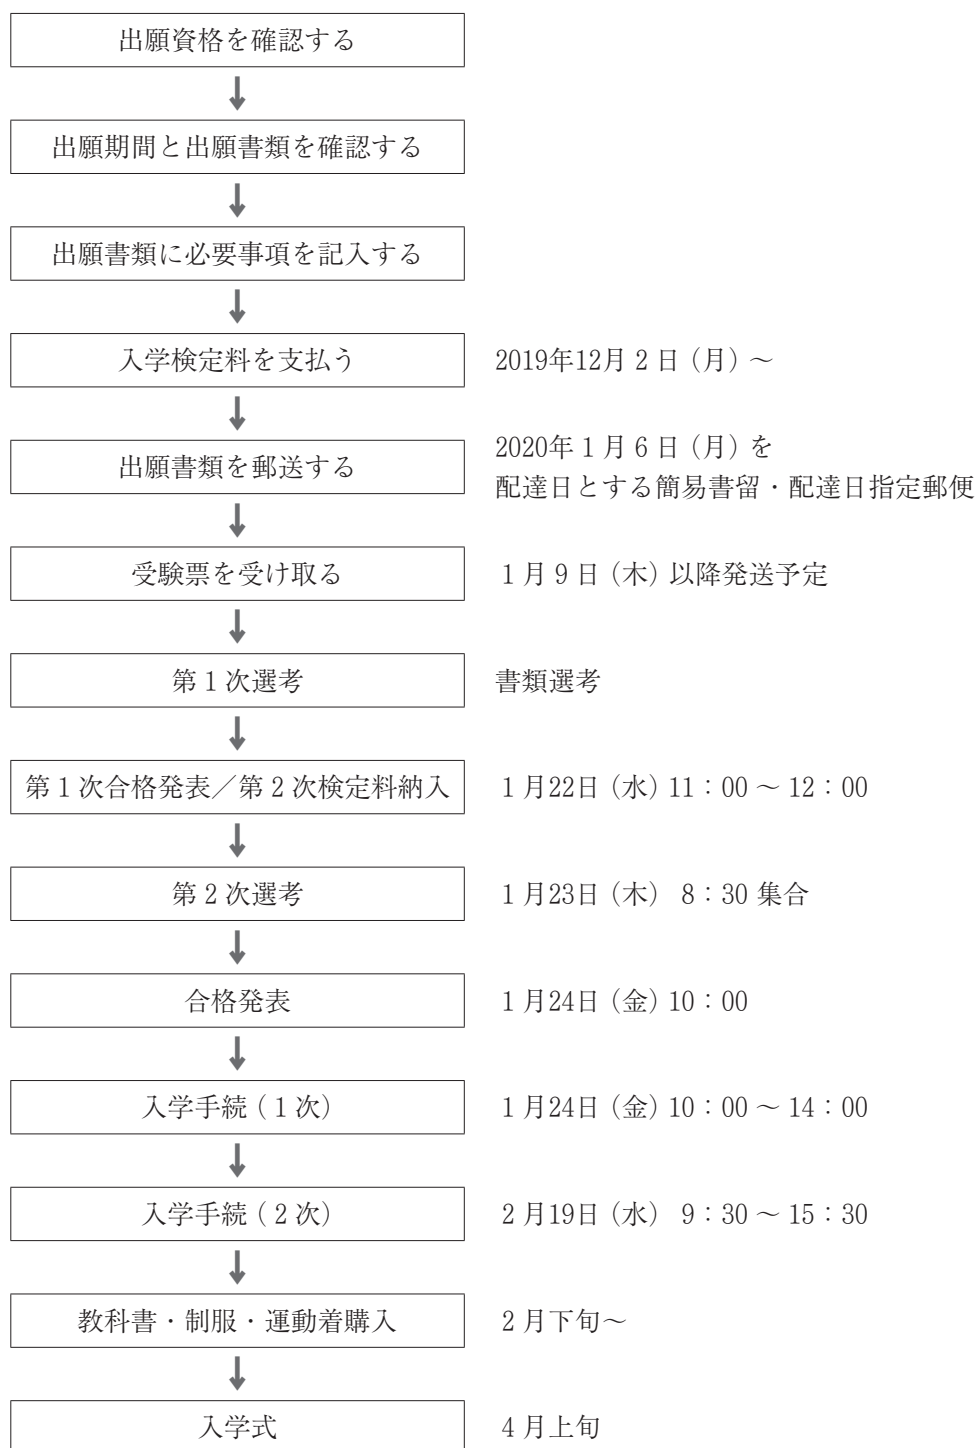 出願資格を確認する
出願期間と出願書類を確認する
出願書類に必要事項を記入する
入学検定料を支払う
2019年12月2日（月）～
出願書類を郵送する
2020年1月6日（月）を
配達日とする簡易書留・配達日指定郵便
受験票を受け取る
1月9日（木）以降発送予定
第1次選考
書類選考
第1次合格発表／第2次検定料納入
1月22日（水）11：00～12：00
第2次選考
1月23日（木） 8：30 集合
合格発表
1月24日（金）10：00
入学手続（1次）
1月24日（金）10：00～14：00
入学手続（2次）
2月19日（水） 9：30～15：30
教科書・制服・運動着購入
2月下旬～
入学式
4月上旬